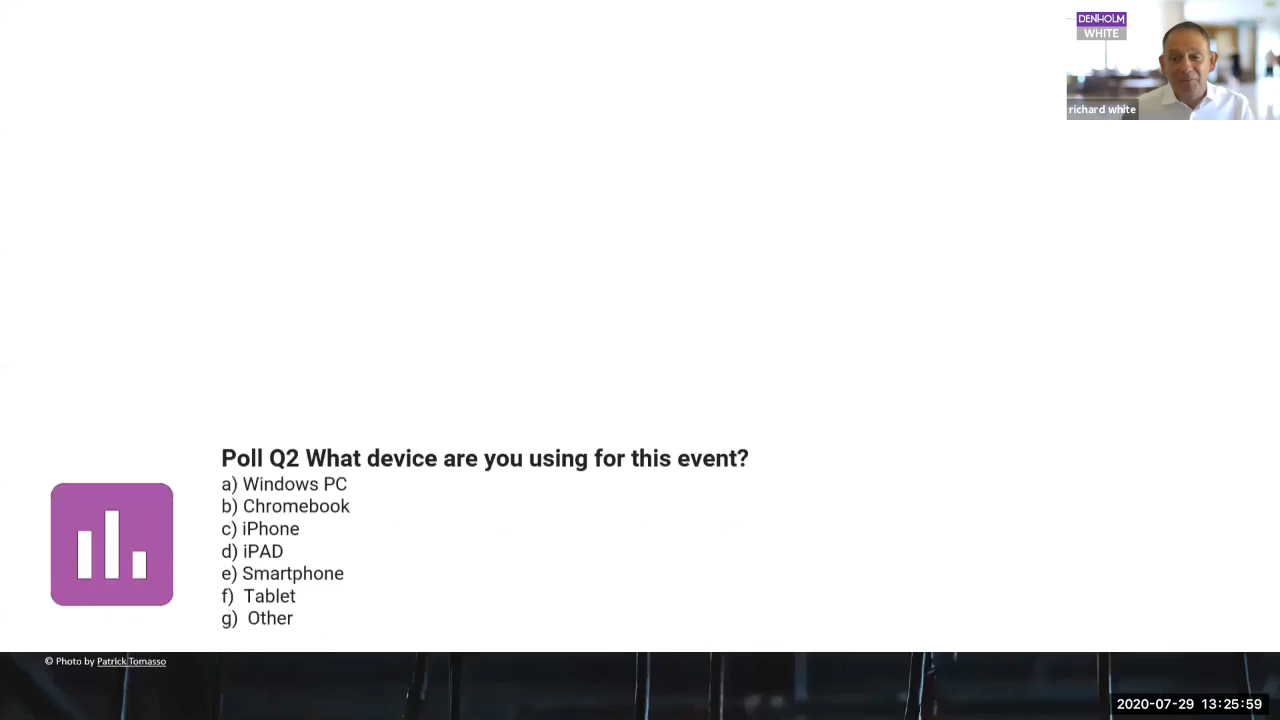 DENHOLM
WHITE
richard white
Poll Q2 What device are you using for this event?
a) Windows PC
b) Chromebook
c) iPhone
d) iPAD
e) Smartphone
f) Tablet
g) Other
© Photo by Patrick Tomasso
2020-07-29 13:25:59